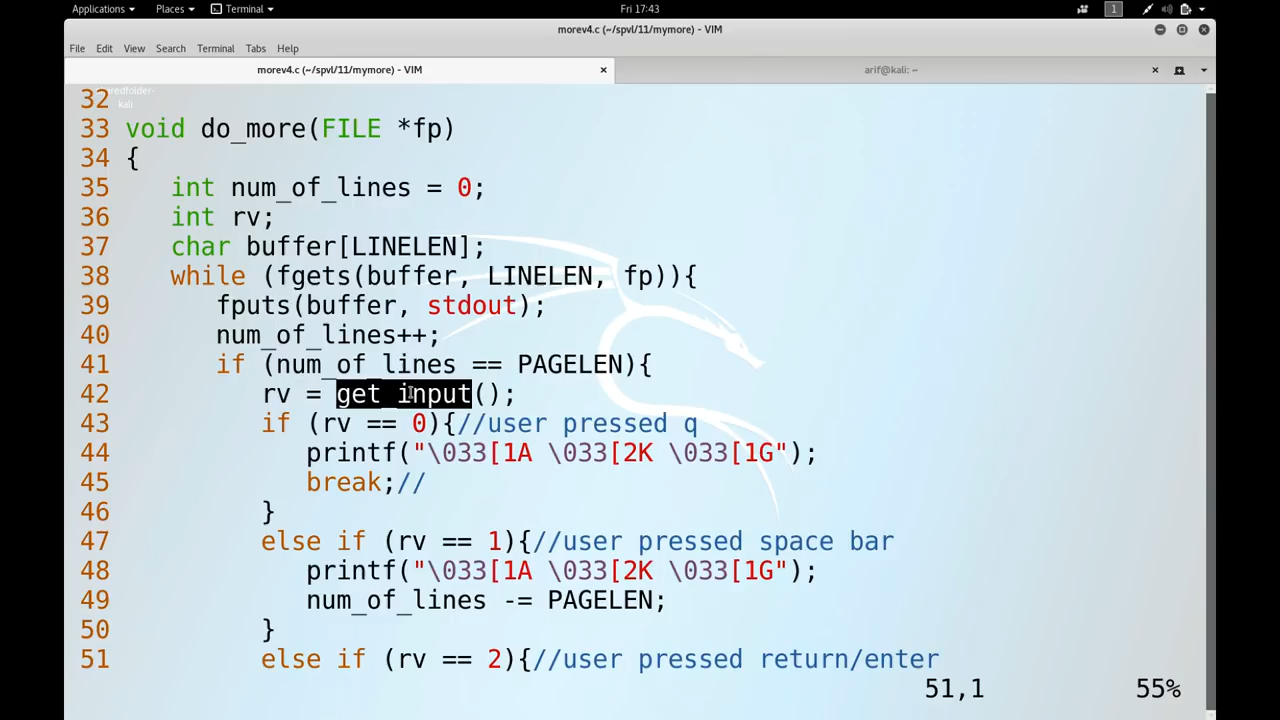 Applications Places Terminal Fri 17:43 1
morev4.c (~/spvl/11/mymore) - VIM
File Edit View Search Terminal Tabs Help
morev4.c (~/spvl/11/mymore) - VIM × arif@kali: ~ ×
kali
32
33 void do_more(FILE *fp)
34 {
35 int num_of_lines = 0;
36 int rv;
37 char buffer[LINELEN];
38 while (fgets(buffer, LINELEN, fp)){
39 fputs(buffer, stdout);
40 num_of_lines++;
41 if (num_of_lines == PAGELEN){
42 rv = get_input();
43 if (rv == 0){//user pressed q
44 printf("\033[1A \033[2K \033[1G");
45 break;//
46 }
47 else if (rv == 1){//user pressed space bar
48 printf("\033[1A \033[2K \033[1G");
49 num_of_lines -= PAGELEN;
50 }
51 else if (rv == 2){//user pressed return/enter
51,1 55%